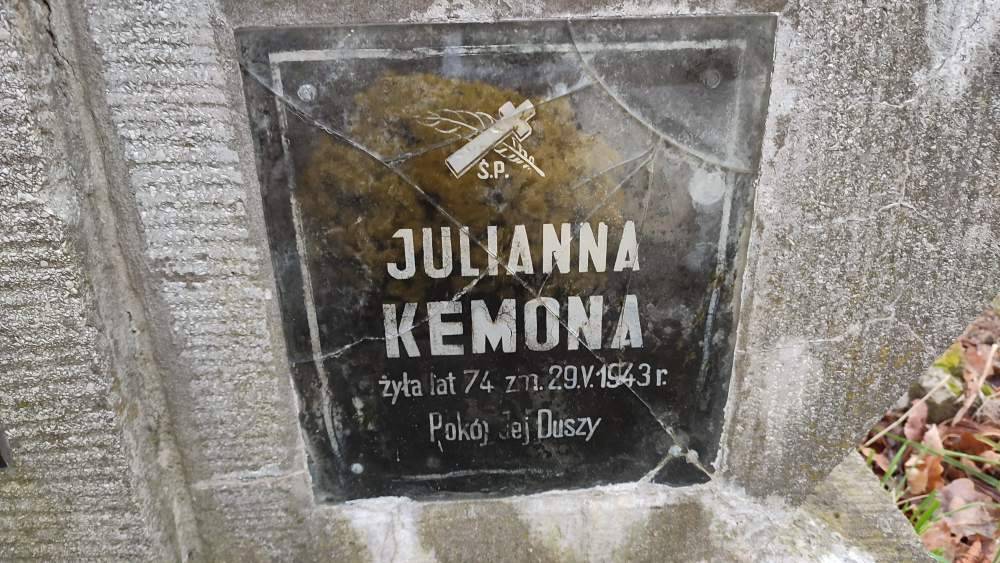 Ś.P.
JULIANNA
KEMONA
żyła lat 74 zm. 29.V.1943 r.
Pokój Jej Duszy